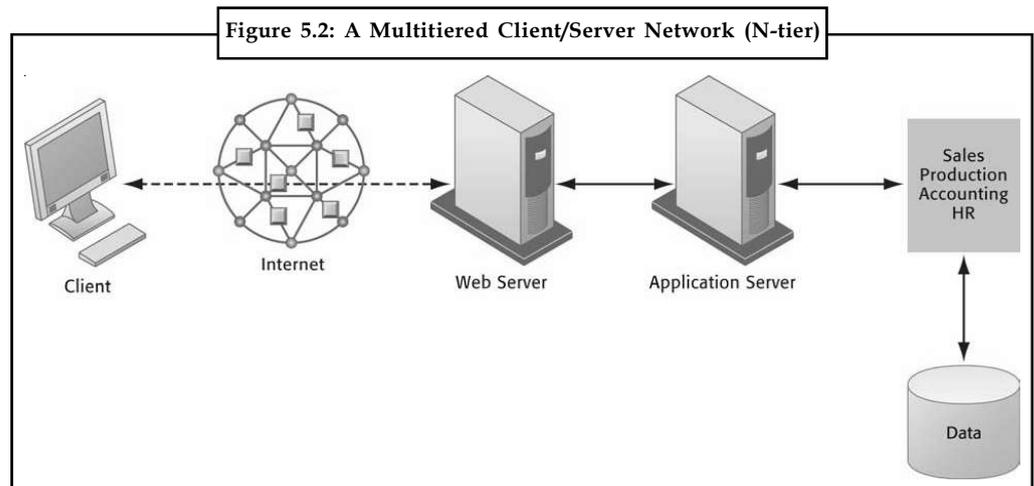 Figure 5.2: A Multitiered Client/Server Network (N-tier)
Sales
Production
Accounting
HR
Client
Internet
Web Server
Application Server
Data